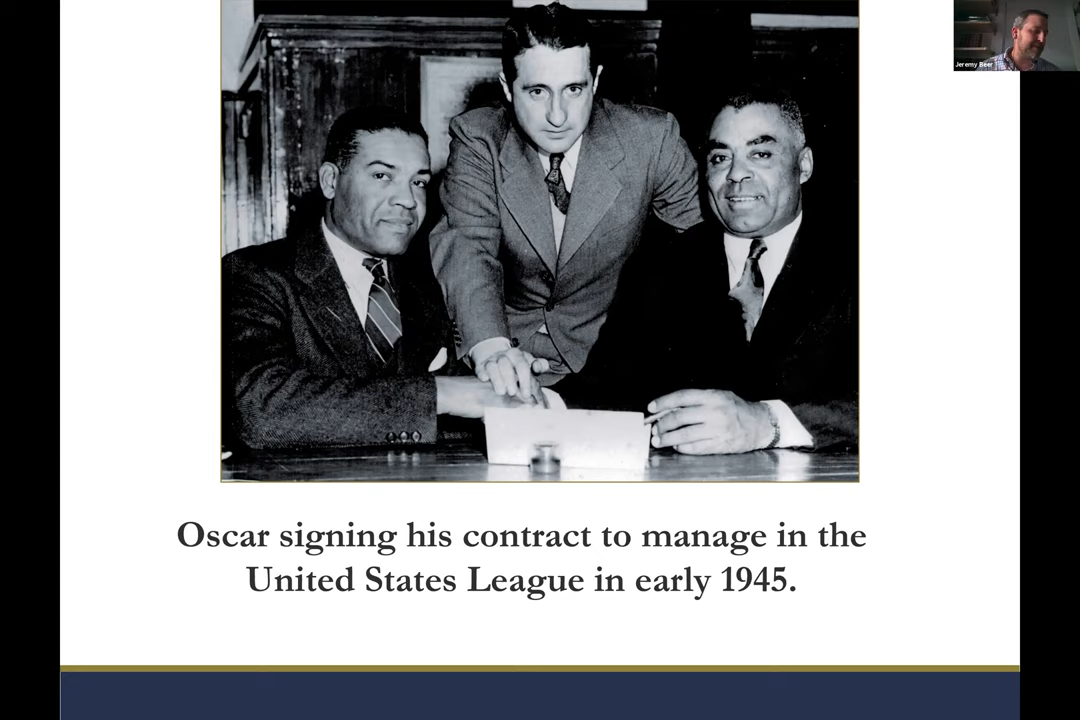 Jeremy Beer
Oscar signing his contract to manage in the
United States League in early 1945.